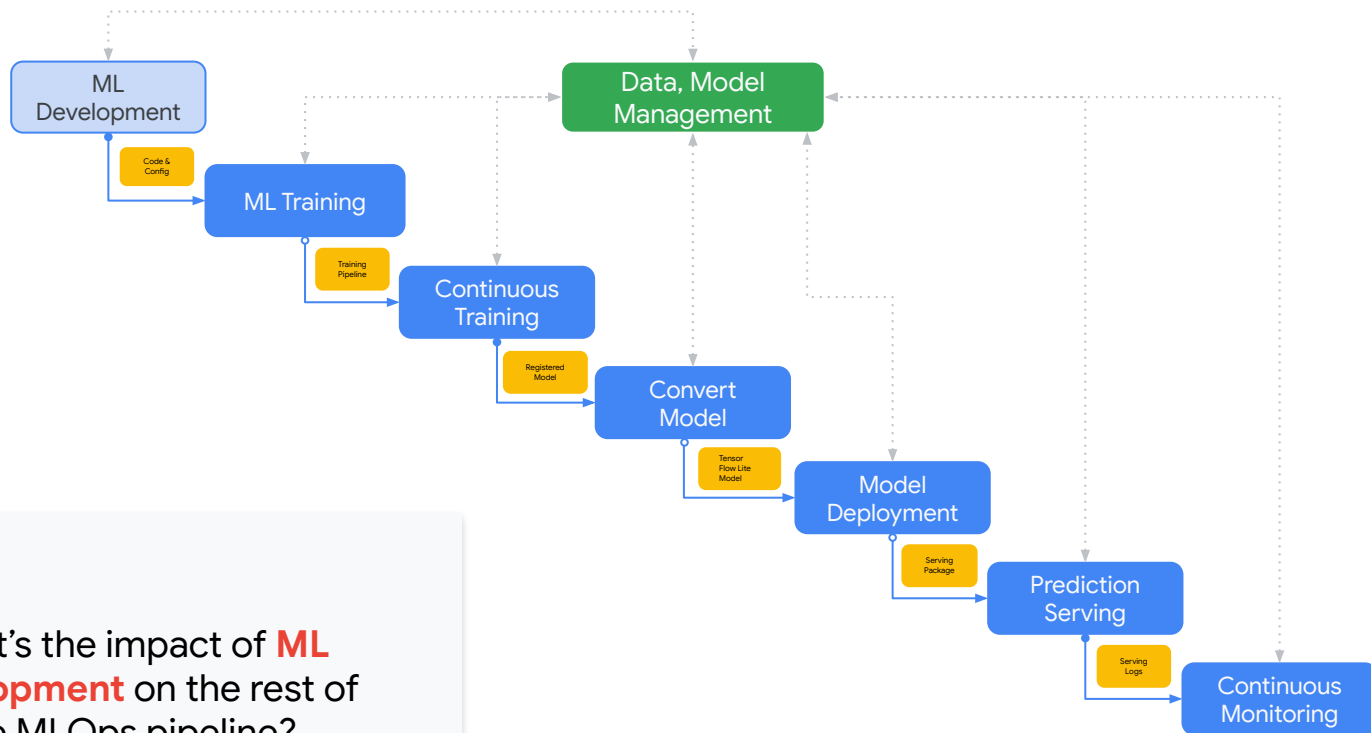 ML
Development
Data, Model
Management
Code &
Config
ML Training
Training
Pipeline
Continuous
Training
Registered
Model
Convert
Model
Tensor
Flow Lite
Model
Model
Deployment
Serving
Package
Prediction
Serving
Serving
Logs
Continuous
Monitoring
t's the impact of ML
opment on the rest of
MLOps pipeline?